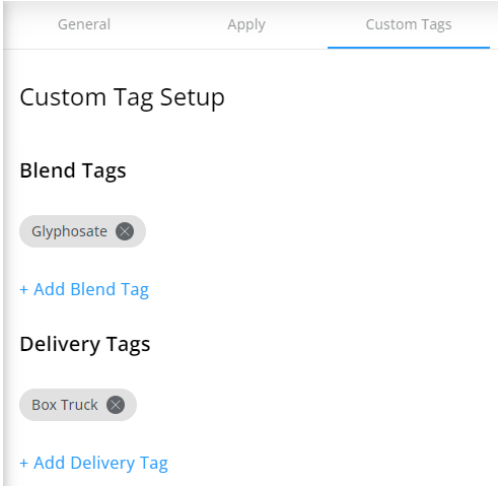 General Apply Custom Tags
Custom Tag Setup
Blend Tags
Glyphosate
+ Add Blend Tag
Delivery Tags
Box Truck
+ Add Delivery Tag